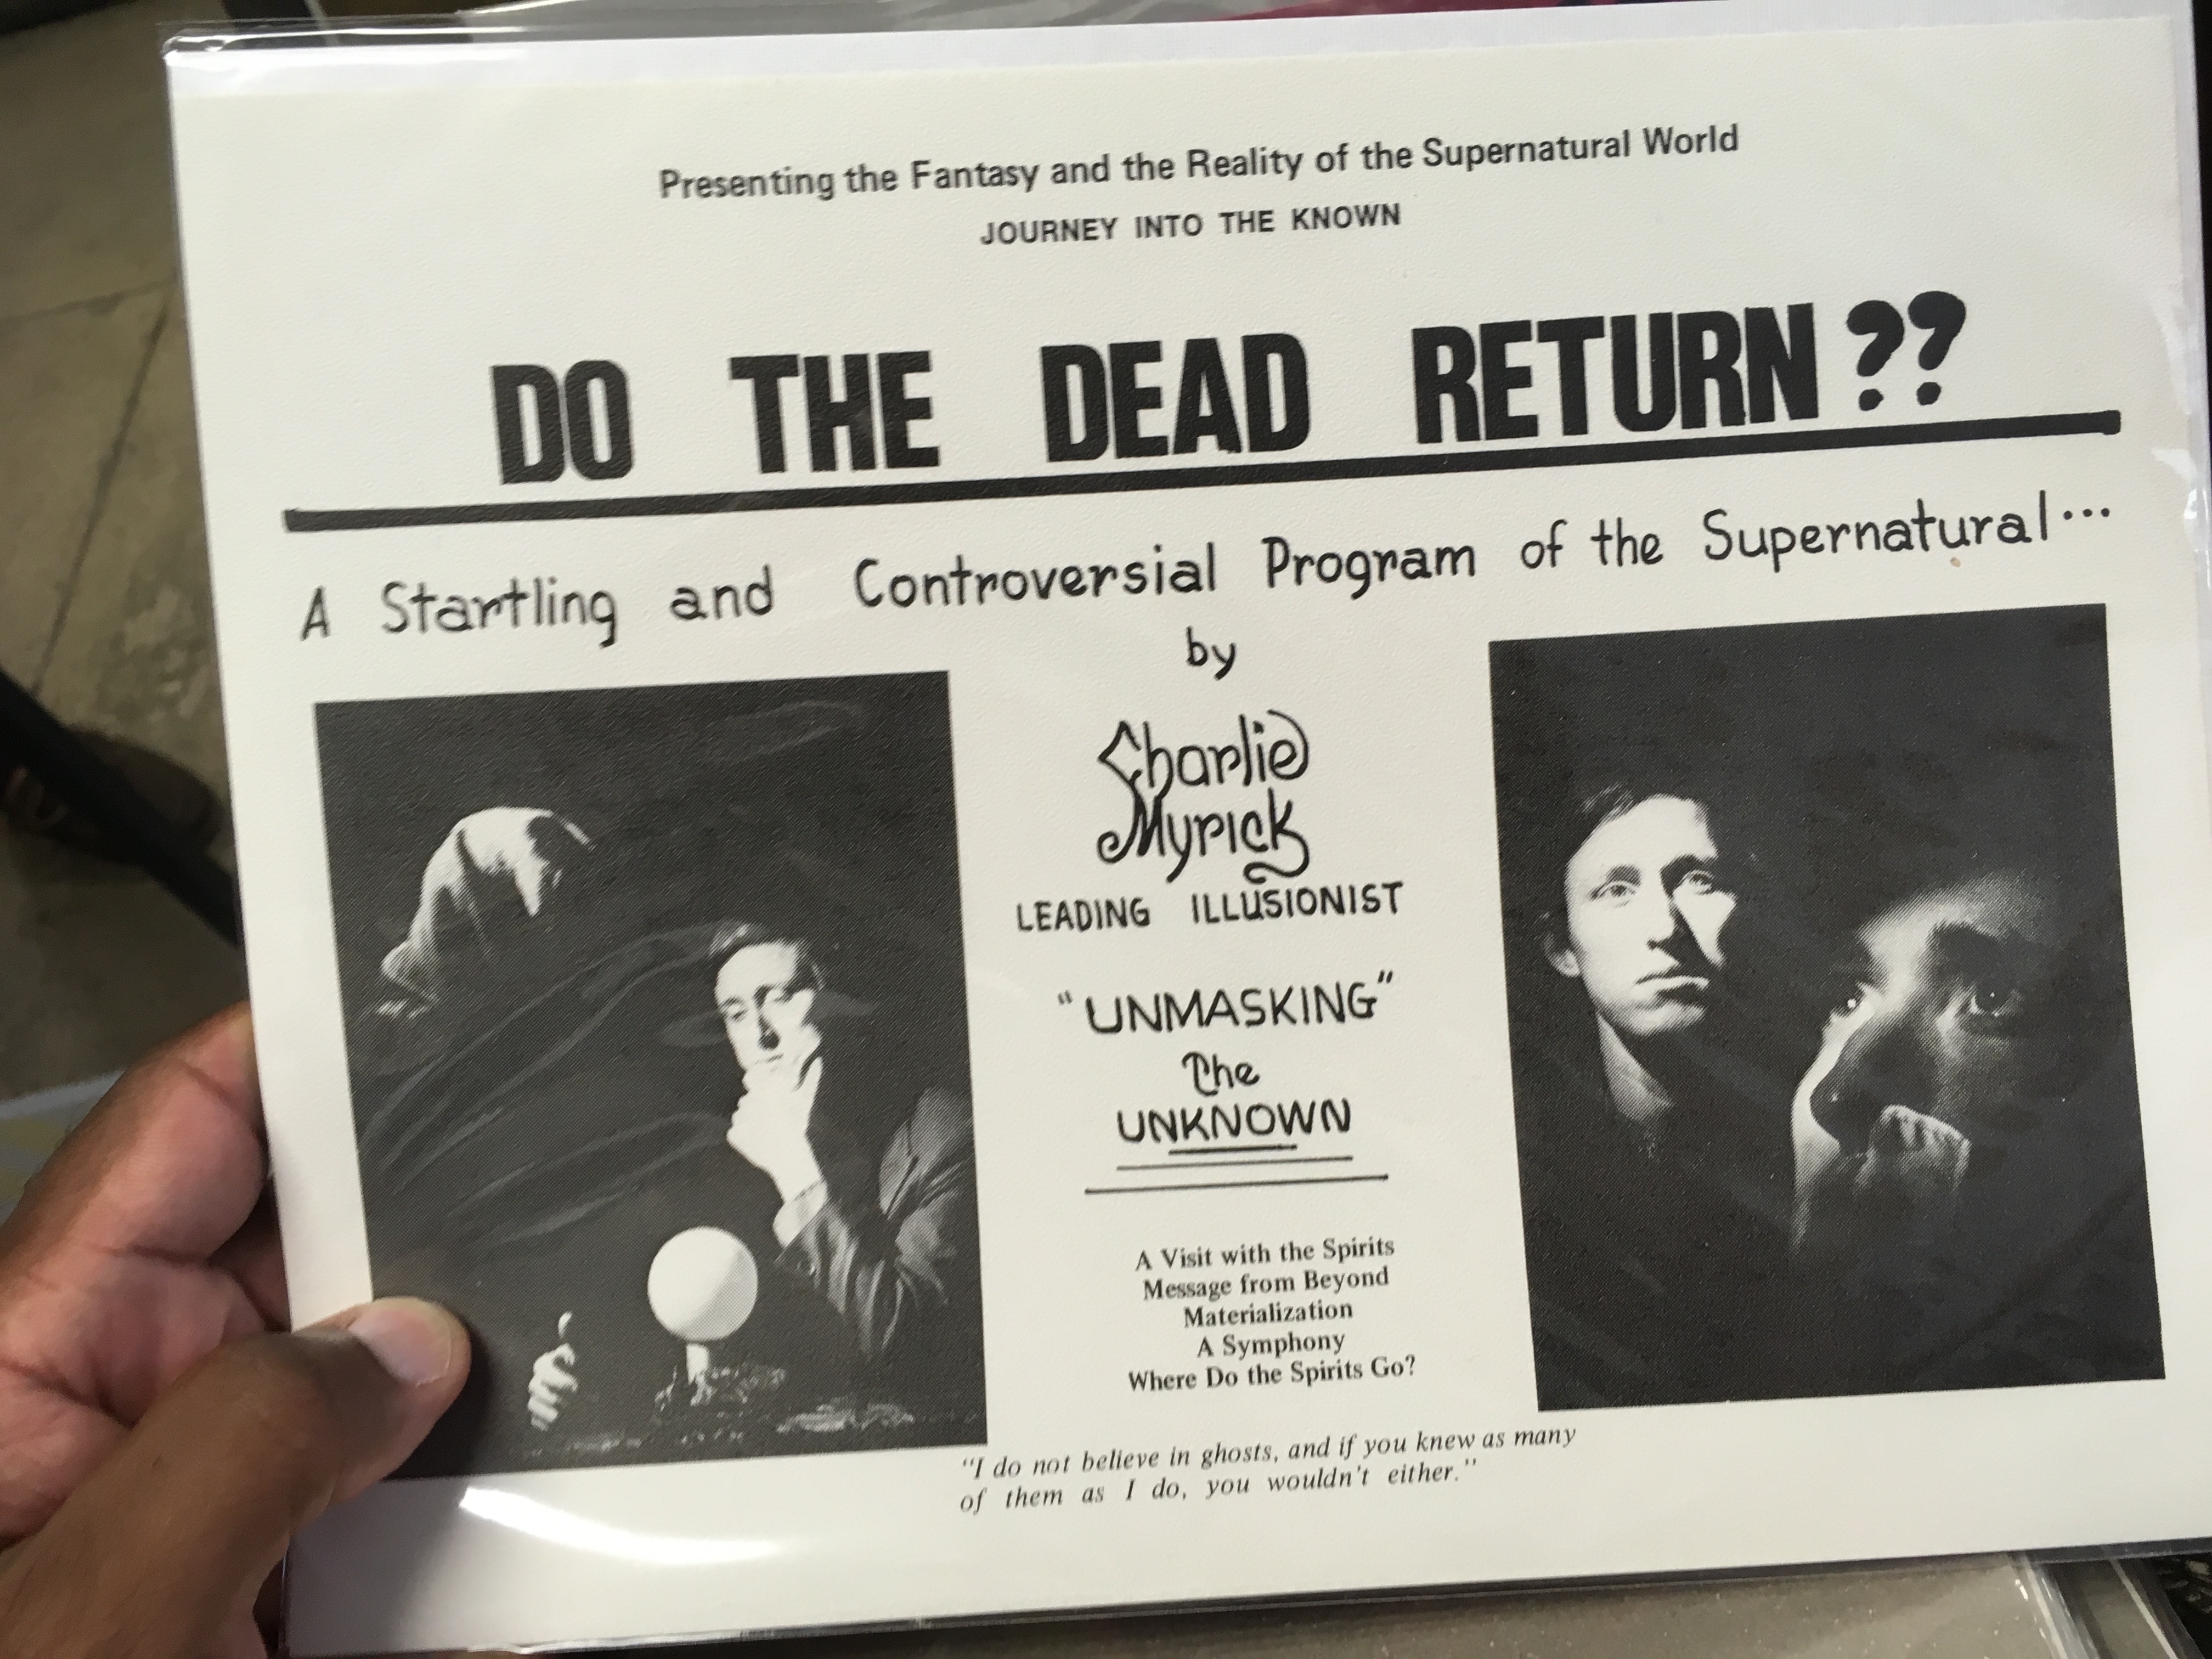 Presenting the Fantasy and the Reality of the Supernatural World
JOURNEY INTO THE KNOWN
DO THE DEAD RETURN??
A Startling and Controversial Program of the Supernatural...
by
Charlie
Myrick
LEADING ILLUSIONIST
"UNMASKING"
The
UNKNOWN
A Visit with the Spirits
Message from Beyond
Materialization
A Symphony
Where Do the Spirits Go?
"I do not believe in ghosts, and if you knew as many
of them as I do, you wouldn't either."